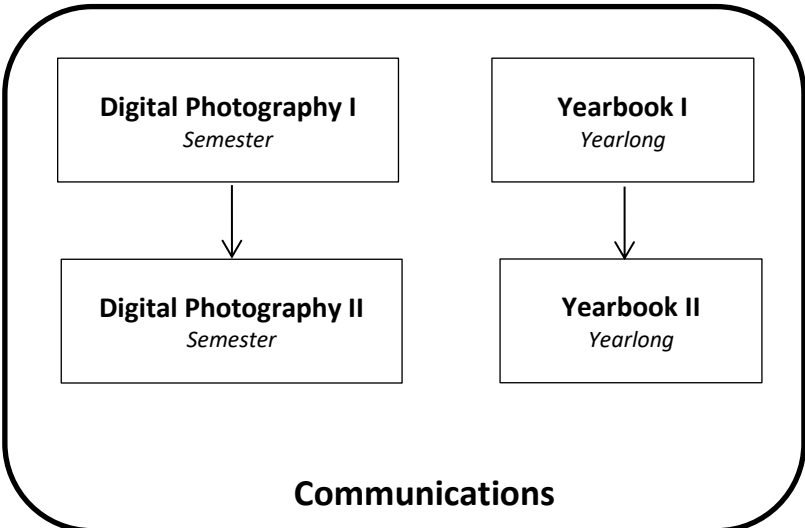 Digital Photography I
Semester
Yearbook I
Yearlong
Digital Photography II
Semester
Yearbook II
Yearlong
Communications